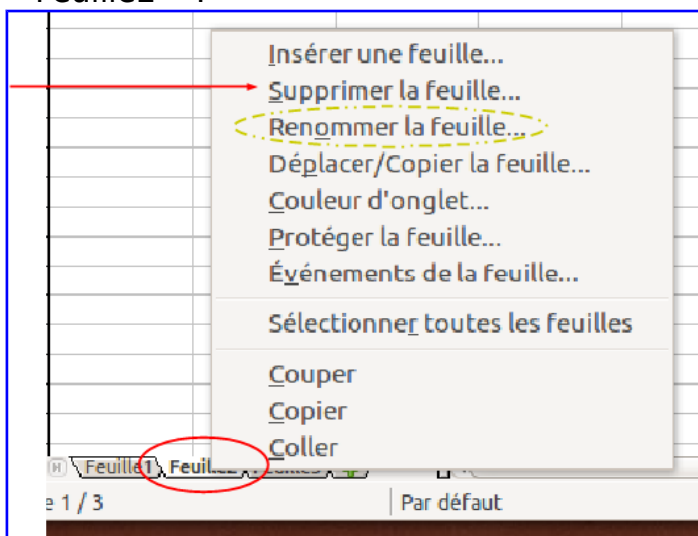 Insérer une feuille...
Supprimer la feuille...
Renommer la feuille...
Déplacer/Copier la feuille...
Couleur d'onglet...
Protéger la feuille...
Événements de la feuille...
Sélectionner toutes les feuilles
Couper
Copier
Coller
Feuille1 Feuille2
e 1 / 3 Par défaut